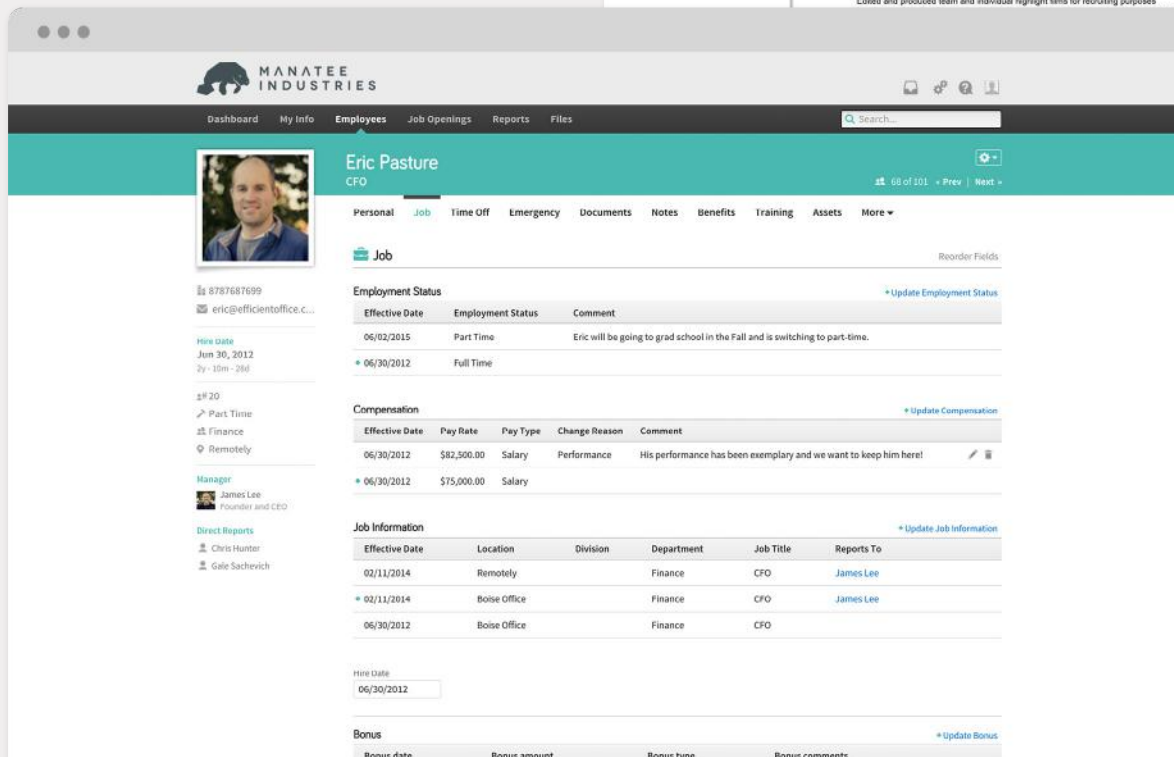 Edited and produced team and individual highlight films for recruiting purposes
MANATEE
INDUSTRIES
Dashboard My Info Employees Job Openings Reports Files Search...
Eric Pasture
CFO
68 of 101 « Prev | Next »
Personal Job Time Off Emergency Documents Notes Benefits Training Assets More
Job Reorder Fields
8787687699
eric@efficientoffice.c...
Hire Date
Jun 30, 2012
2y - 10m - 28d
# 20
Part Time
Finance
Remotely
Manager
James Lee
Founder and CEO
Direct Reports
Chris Hunter
Gale Sachevich
Employment Status +Update Employment Status
Effective Date Employment Status Comment
06/02/2015 Part Time Eric will be going to grad school in the Fall and is switching to part-time.
06/30/2012 Full Time
Compensation +Update Compensation
Effective Date Pay Rate Pay Type Change Reason Comment
06/30/2012 $82,500.00 Salary Performance His performance has been exemplary and we want to keep him here!
06/30/2012 $75,000.00 Salary
Job Information +Update Job Information
Effective Date Location Division Department Job Title Reports To
02/11/2014 Remotely Finance CFO James Lee
02/11/2014 Boise Office Finance CFO James Lee
06/30/2012 Boise Office Finance CFO
Hire Date
06/30/2012
Bonus +Update Bonus
Bonus date Bonus amount Bonus type Bonus comments